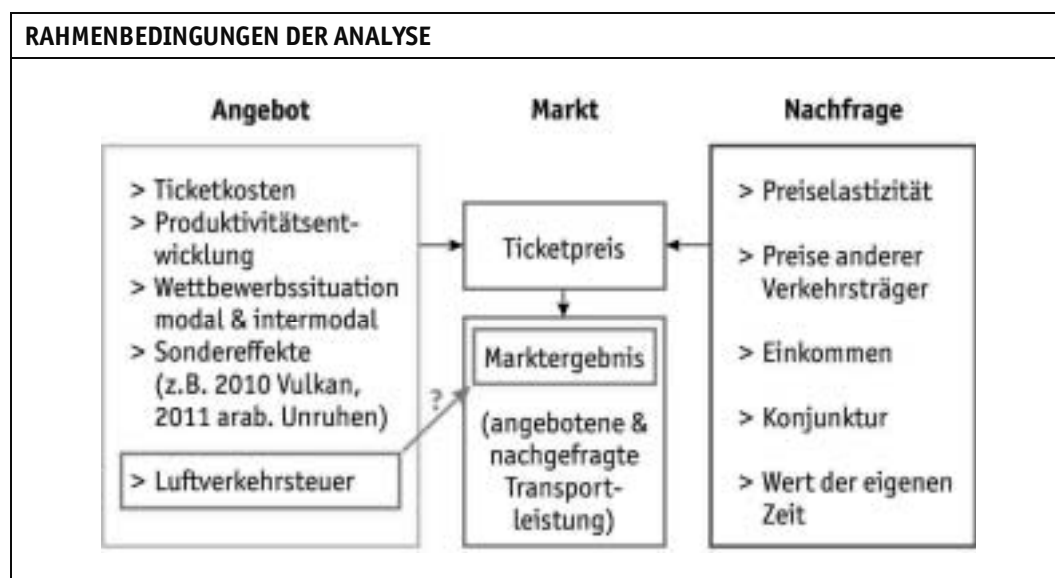 RAHMENBEDINGUNGEN DER ANALYSE
Angebot
> Ticketkosten
> Produktivitätsent-
wicklung
> Wettbewerbssituation
modal & intermodal
> Sondereffekte
(z.B. 2010 Vulkan,
2011 arab. Unruhen)
> Luftverkehrsteuer
?
Markt
Ticketpreis
Marktergebnis
(angebotene &
nachgefragte
Transport-
leistung)
Nachfrage
> Preiselastizität
> Preise anderer
Verkehrsträger
> Einkommen
> Konjunktur
> Wert der eigenen
Zeit